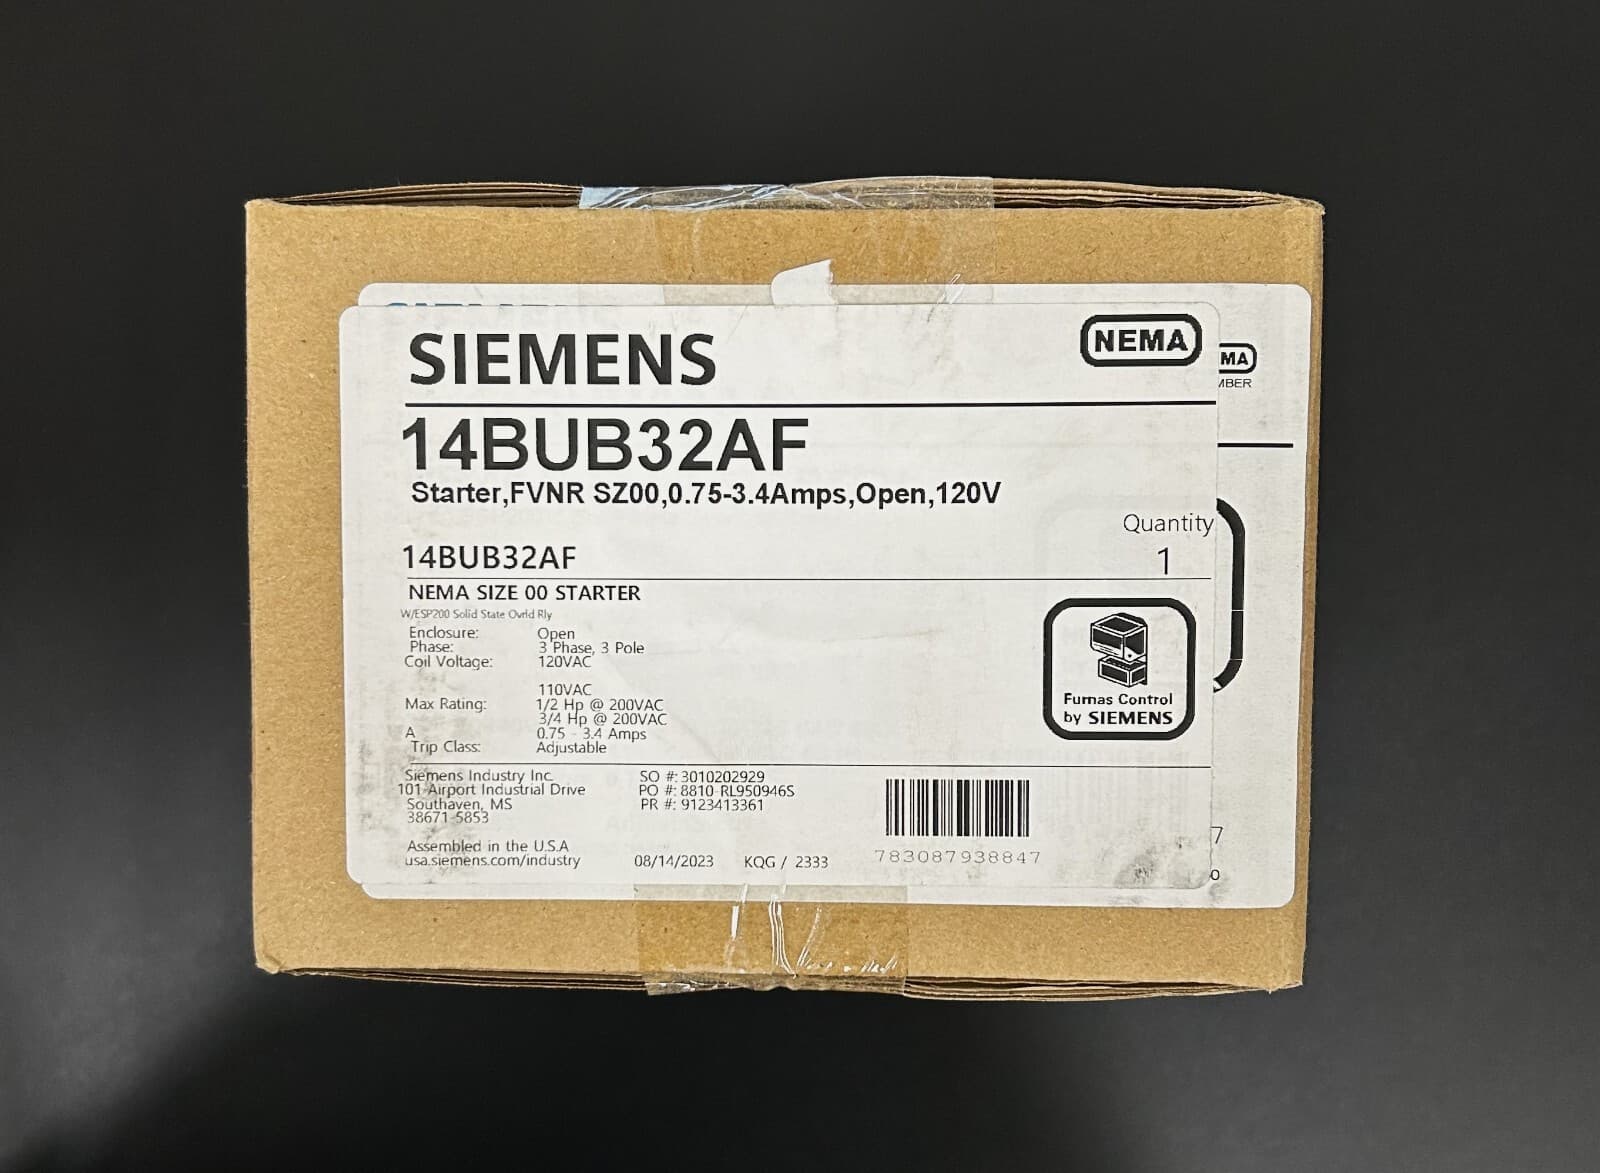 SIEMENS
NEMA
MA
MBER
14BUB32AF
Starter,FVNR SZ00,0.75-3.4Amps,Open,120V
Quantity
1
14BUB32AF
NEMA SIZE 00 STARTER
W/ESP200 Solid State Ovrld Rly
Enclosure: Open
Phase: 3 Phase, 3 Pole
Coil Voltage: 120VAC
110VAC
Max Rating: 1/2 Hp @ 200VAC
3/4 Hp @ 200VAC
A 0.75 - 3.4 Amps
Trip Class: Adjustable
Furnas Control
by SIEMENS
Siemens Industry Inc.
101 Airport Industrial Drive
Southaven, MS
38671-5853
SO #: 3010202929
PO #: 8810-RL950946S
PR #: 9123413361
Assembled in the U.S.A
usa.siemens.com/industry
08/14/2023 KQG / 2333
783087938847
7